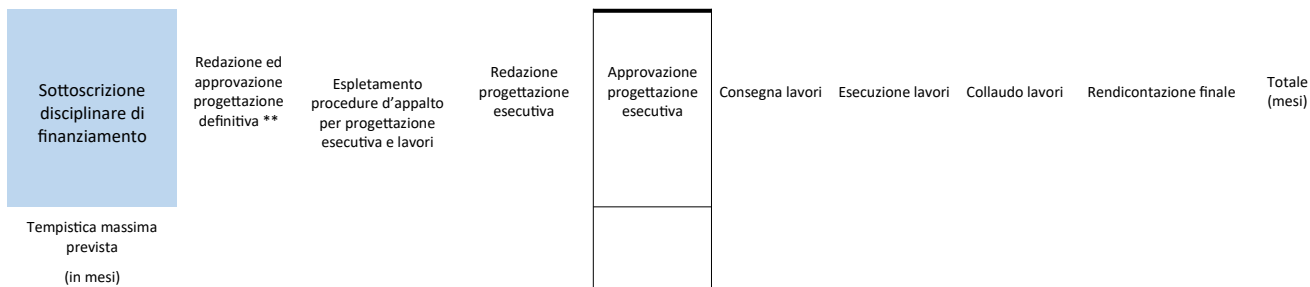 Sottoscrizione
disciplinare di
finanziamento
Redazione ed
approvazione
progettazione
definitiva **
Espletamento
procedure d’appalto
per progettazione
esecutiva e lavori
Redazione
progettazione
esecutiva
Approvazione
progettazione
esecutiva
Consegna lavori
Esecuzione lavori
Collaudo lavori
Rendicontazione finale
Totale
(mesi)
Tempistica massima
prevista
(in mesi)